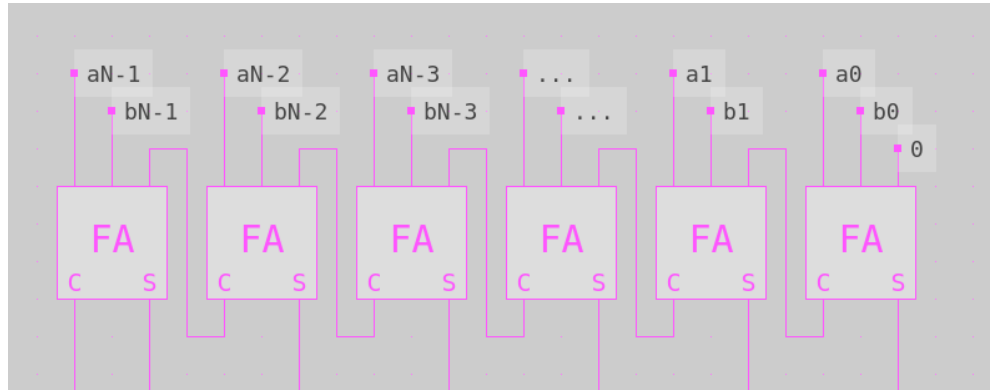 aN-1 aN-2 aN-3 ... a1 a0
bN-1 bN-2 bN-3 ... b1 b0
0
FA FA FA FA FA FA
C S C S C S C S C S C S